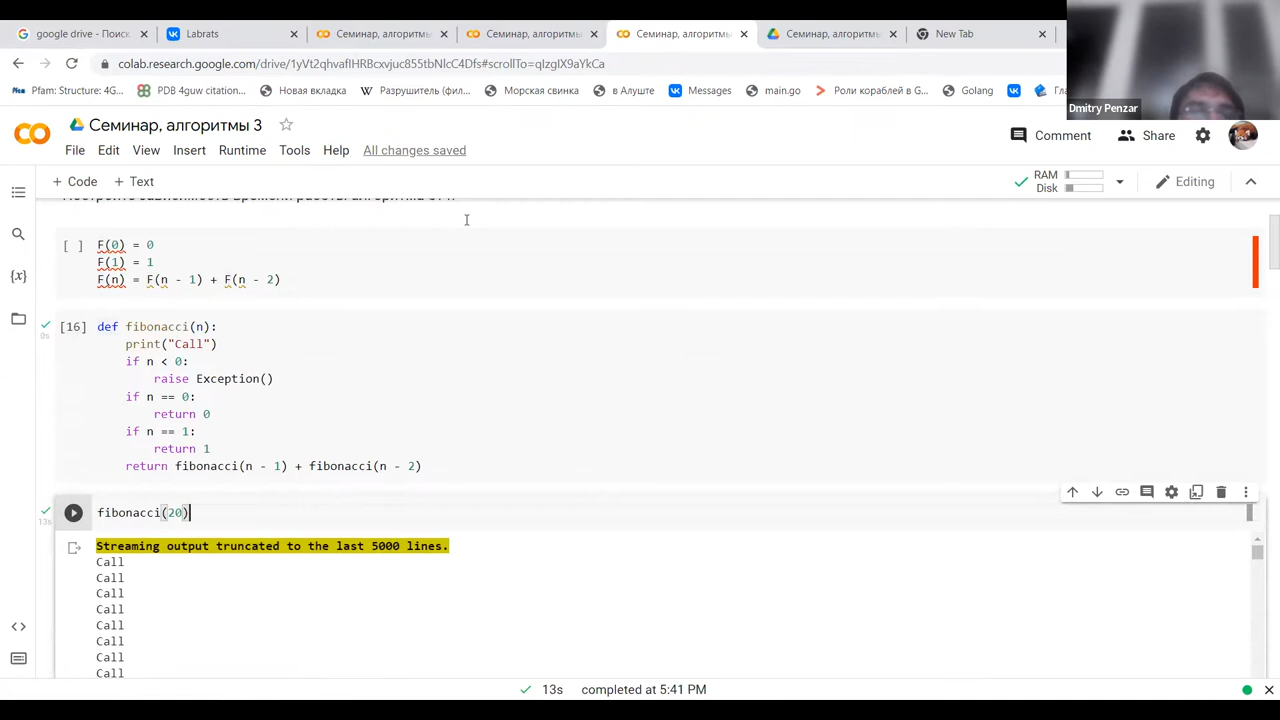 google drive - Поиск
Labrats
Семинар, алгоритмы
Семинар, алгоритмы
Семинар, алгоритмы
Семинар, алгоритмы
New Tab
colab.research.google.com/drive/1yVt2qhvaflHRBcxvjuc855tbNlcC4Dfs#scrollTo=qIzgIX9aYkCa
Pfam: Structure: 4G...
PDB 4guw citation...
Новая вкладка
Разрушитель (фил...
Морская свинка
в Алуште
Messages
main.go
Роли кораблей в G...
Golang
Dmitry Penzar
Семинар, алгоритмы 3
File Edit View Insert Runtime Tools Help All changes saved
Comment
Share
+ Code + Text
RAM
Disk
Editing
[ ] F(0) = 0
F(1) = 1
F(n) = F(n - 1) + F(n - 2)
[16] def fibonacci(n):
0s
print("Call")
if n < 0:
raise Exception()
if n == 0:
return 0
if n == 1:
return 1
return fibonacci(n - 1) + fibonacci(n - 2)
fibonacci(20)
13s
Streaming output truncated to the last 5000 lines.
Call
Call
Call
Call
Call
Call
Call
Call
13s completed at 5:41 PM